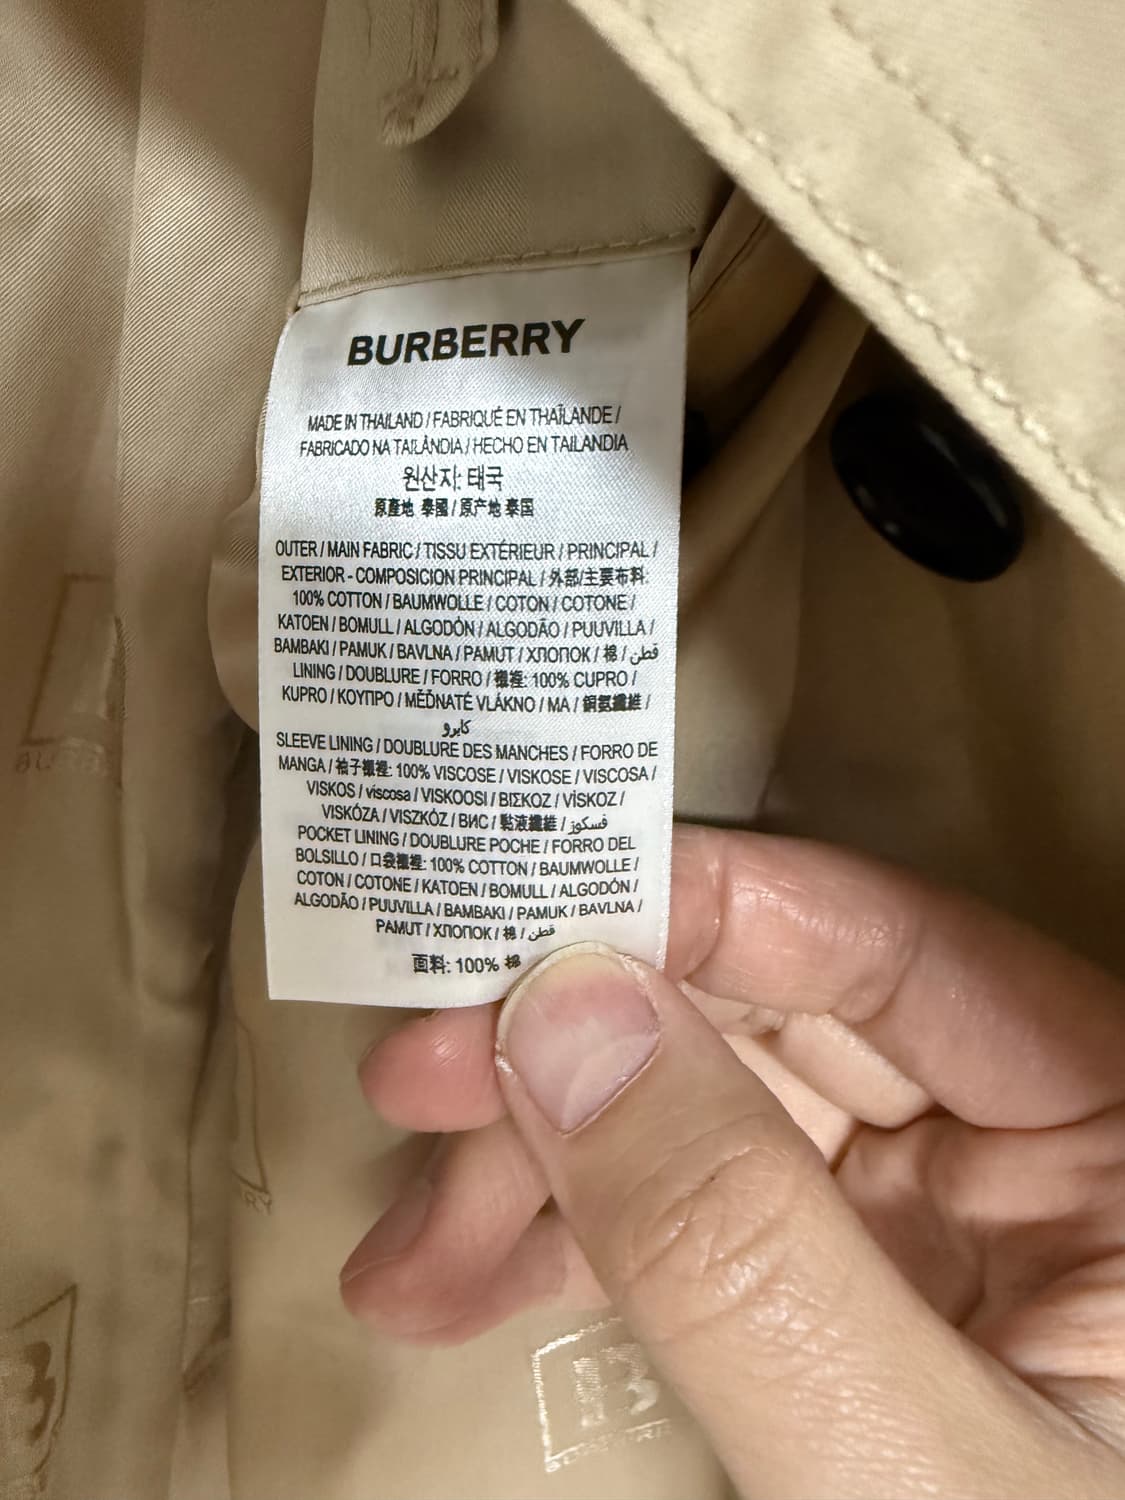 BURBERRY
MADE IN THAILAND / FABRIQUÉ EN THAÏLANDE /
FABRICADO NA TAILÂNDIA / HECHO EN TAILANDIA
원산지: 태국
原產地 泰國 / 原产地 泰国
OUTER / MAIN FABRIC / TISSU EXTÉRIEUR / PRINCIPAL /
EXTERIOR - COMPOSICION PRINCIPAL / 外部/主要布料:
100% COTTON / BAUMWOLLE / COTON / COTONE /
KATOEN / BOMULL / ALGODÓN / ALGODÃO / PUUVILLA /
BAMBAKI / PAMUK / BAVLNA / PAMUT / ХЛОПОК / 棉 / قطن
LINING / DOUBLURE / FORRO / 襯裡: 100% CUPRO /
KUPRO / ΚΟΥΠΡΟ / MĚĎNATÉ VLÁKNO / MA / 銅氨纖維 /
كابرو
SLEEVE LINING / DOUBLURE DES MANCHES / FORRO DE
MANGA / 袖子襯裡: 100% VISCOSE / VISKOSE / VISCOSA /
VISKOS / viscosa / VISKOOSI / ΒΙΣΚΟΖ / VİSKOZ /
VISKÓZA / VISZKÓZ / ВИС / 黏液纖維 / فسكوز
POCKET LINING / DOUBLURE POCHE / FORRO DEL
BOLSILLO / 口袋襯裡: 100% COTTON / BAUMWOLLE /
COTON / COTONE / KATOEN / BOMULL / ALGODÓN /
ALGODÃO / PUUVILLA / BAMBAKI / PAMUK / BAVLNA /
PAMUT / ХЛОПОК / 棉 / قطن
面料: 100% 棉
B